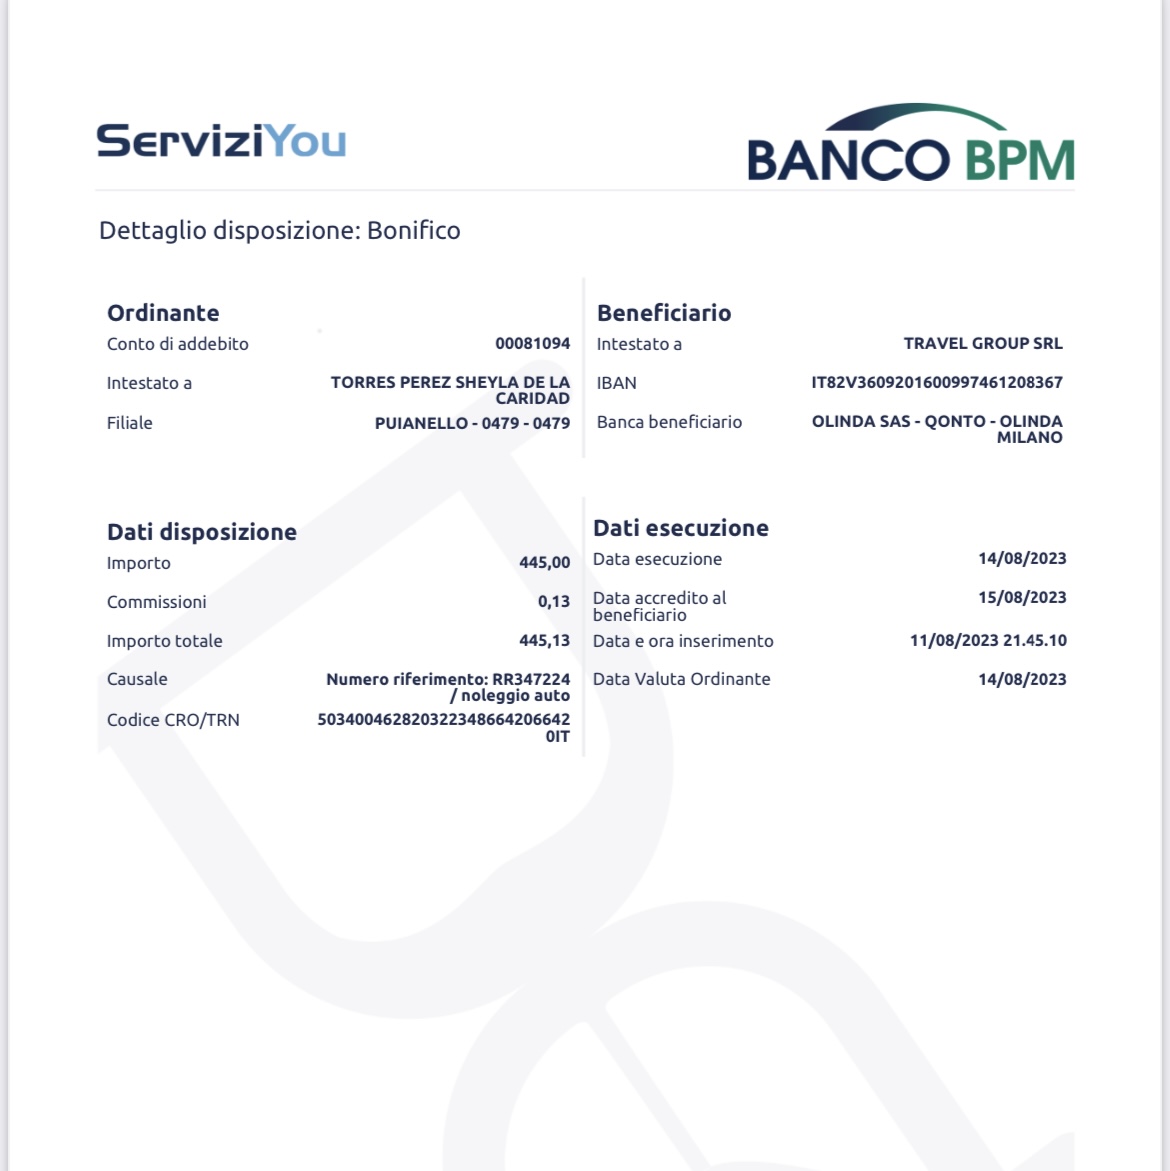 ServiziYou
BANCO BPM
Dettaglio disposizione: Bonifico
Ordinante
Conto di addebito 00081094
Intestato a TORRES PEREZ SHEYLA DE LA
CARIDAD
Filiale PUIANELLO - 0479 - 0479
Beneficiario
Intestato a TRAVEL GROUP SRL
IBAN IT82V3609201600997461208367
Banca beneficiario OLINDA SAS - QONTO - OLINDA
MILANO
Dati disposizione
Importo 445,00
Commissioni 0,13
Importo totale 445,13
Causale Numero riferimento: RR347224
/ noleggio auto
Codice CRO/TRN 503400462820322348664206642
0IT
Dati esecuzione
Data esecuzione 14/08/2023
Data accredito al 15/08/2023
beneficiario
Data e ora inserimento 11/08/2023 21.45.10
Data Valuta Ordinante 14/08/2023